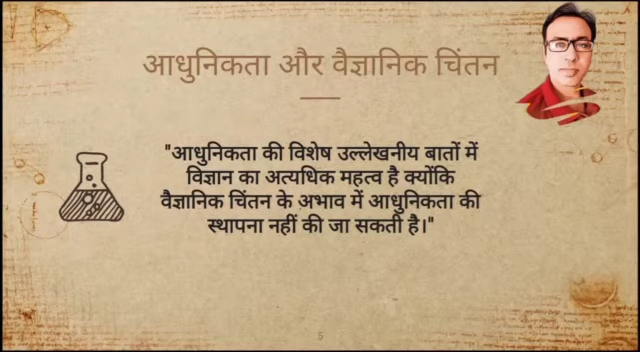 आधुनिकता और वैज्ञानिक चिंतन
"आधुनिकता की विशेष उल्लेखनीय बातों में
विज्ञान का अत्यधिक महत्व है क्योंकि
वैज्ञानिक चिंतन के अभाव में आधुनिकता की
स्थापना नहीं की जा सकती है।"
5